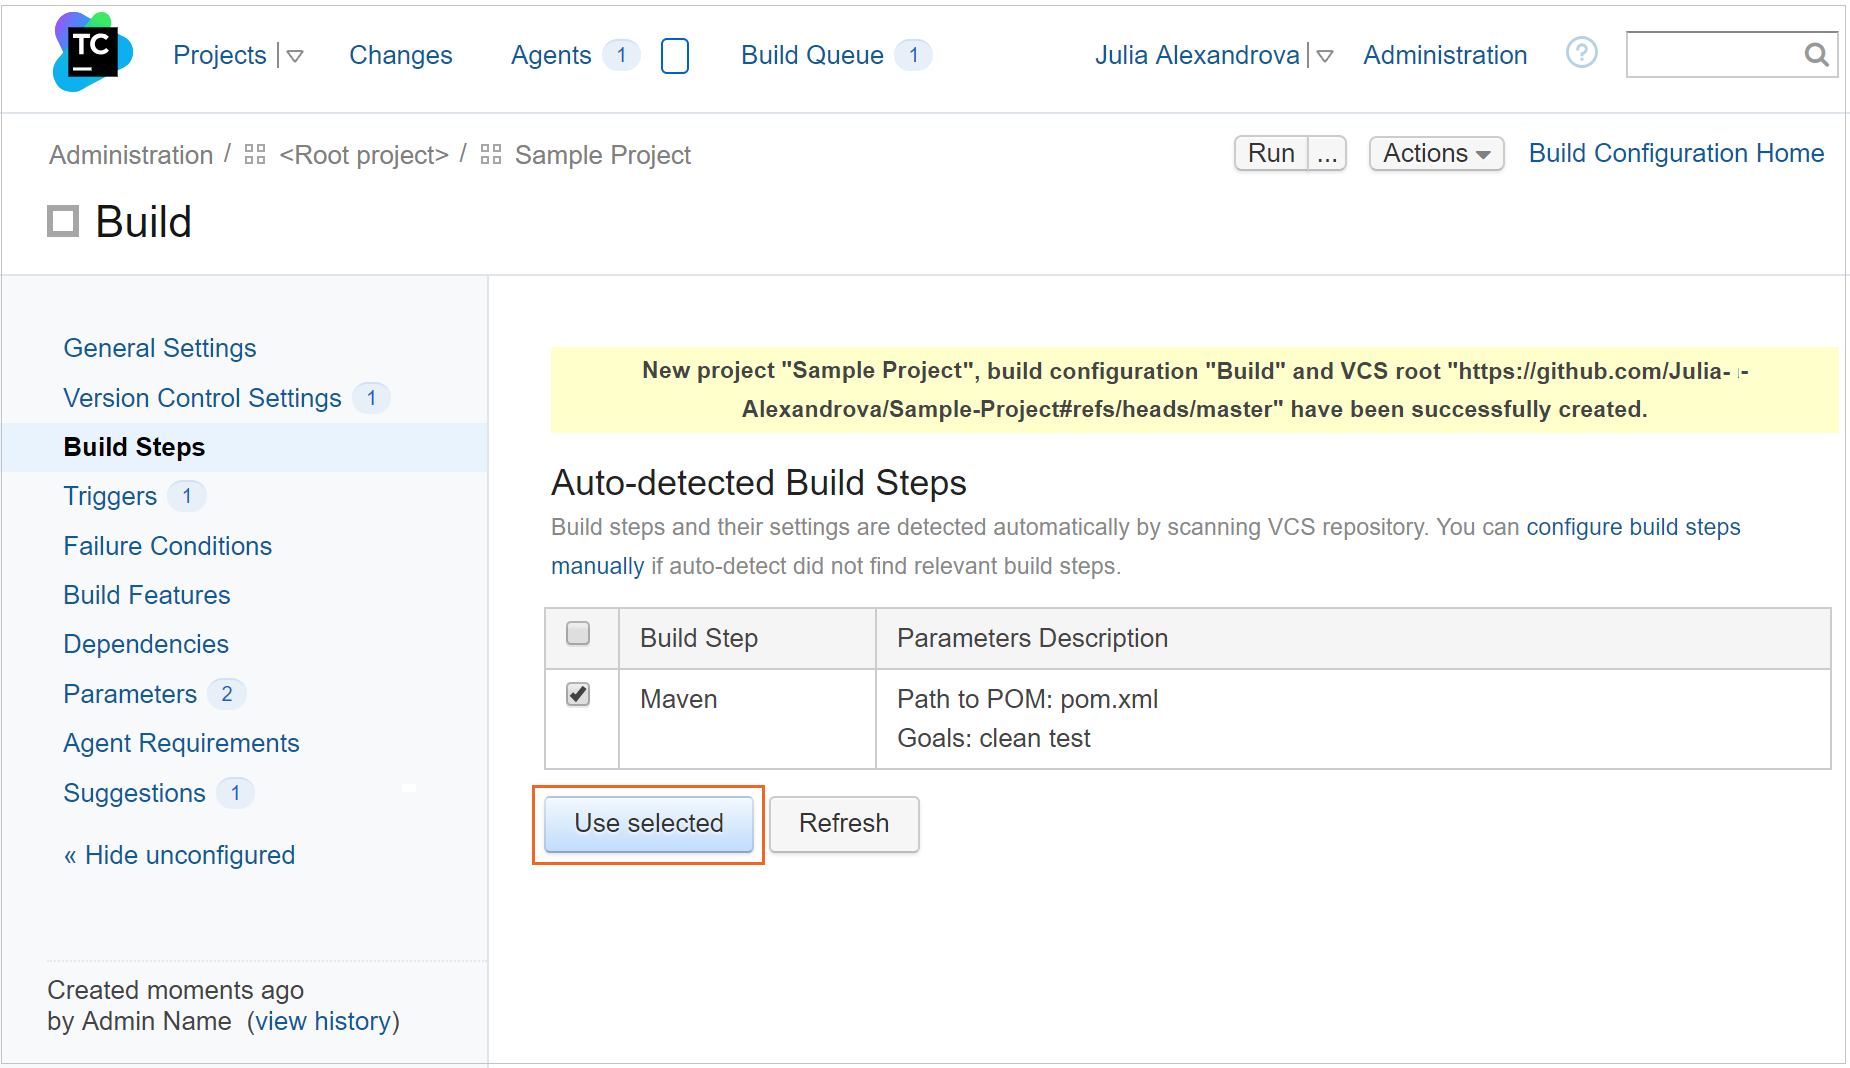 TC
Projects
Changes
Agents 1
Build Queue 1
Julia Alexandrova
Administration
?
Administration / <Root project> / Sample Project
Run ...
Actions
Build Configuration Home
Build
General Settings
Version Control Settings 1
Build Steps
Triggers 1
Failure Conditions
Build Features
Dependencies
Parameters 2
Agent Requirements
Suggestions 1
« Hide unconfigured
Created moments ago
by Admin Name (view history)
New project "Sample Project", build configuration "Build" and VCS root "https://github.com/Julia- -
Alexandrova/Sample-Project#refs/heads/master" have been successfully created.
Auto-detected Build Steps
Build steps and their settings are detected automatically by scanning VCS repository. You can configure build steps
manually if auto-detect did not find relevant build steps.
Build Step Parameters Description
Maven Path to POM: pom.xml
Goals: clean test
Use selected Refresh